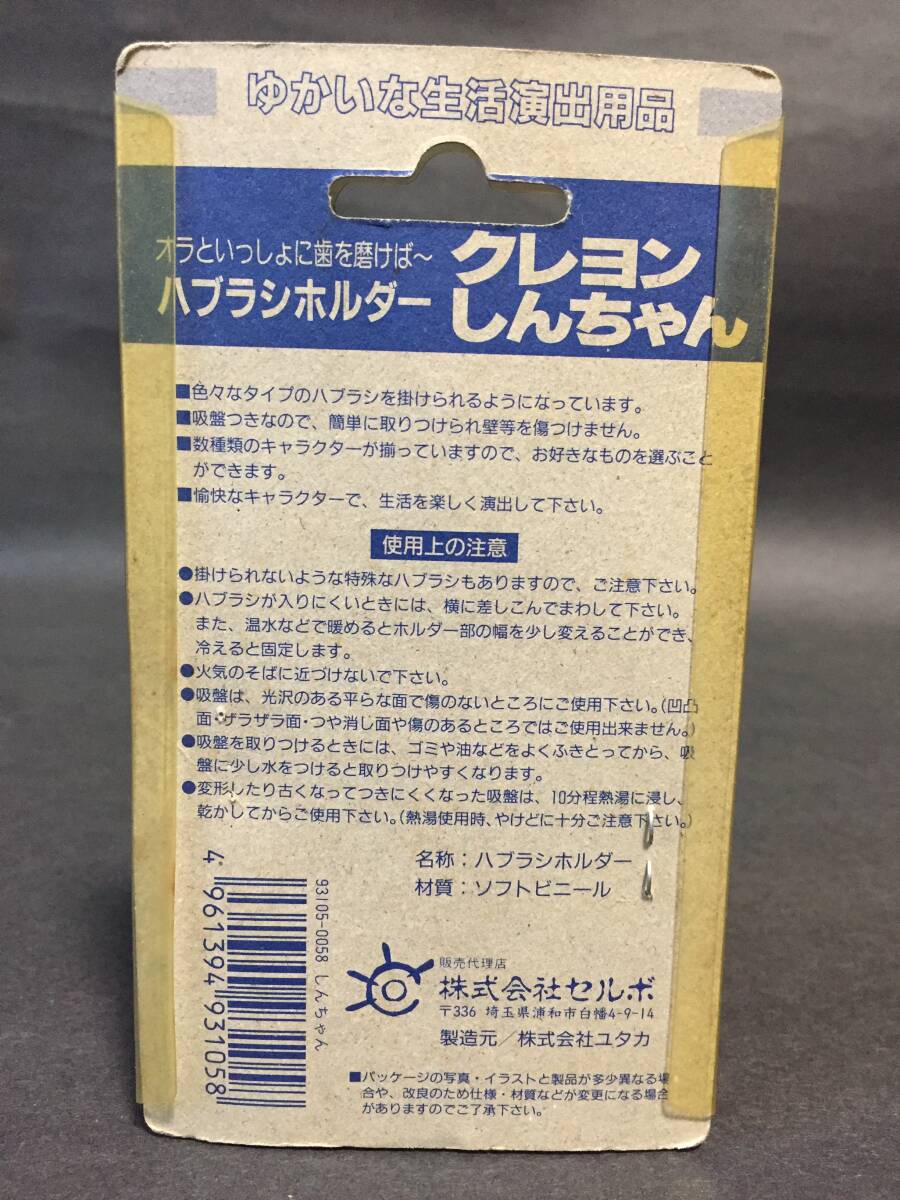 ゆかいな生活演出用品
オラといっしょに歯を磨けば〜
ハブラシホルダー
クレヨン
しんちゃん
■色々なタイプのハブラシを掛けられるようになっています。
■吸盤つきなので、簡単に取りつけられ壁等を傷つけません。
■数種類のキャラクターが揃っていますので、お好きなものを選ぶこと
ができます。
■愉快なキャラクターで、生活を楽しく演出して下さい。
使用上の注意
●掛けられないような特殊なハブラシもありますので、ご注意下さい。
●ハブラシが入りにくいときには、横に差しこんでまわして下さい。
また、温水などで暖めるとホルダー部の幅を少し変えることができ、
冷えると固定します。
●火気のそばに近づけないで下さい。
●吸盤は、光沢のある平らな面で傷のないところにご使用下さい。(凹凸
面・ザラザラ面・つや消し面や傷のあるところではご使用出来ません。)
●吸盤を取りつけるときには、ゴミや油などをよくふきとってから、吸
盤に少し水をつけると取りつけやすくなります。
●変形したり古くなってつきにくくなった吸盤は、10分程熱湯に浸し、
乾かしてからご使用下さい。(熱湯使用時、やけどに十分ご注意下さい。)
名称：ハブラシホルダー
材質：ソフトビニール
93105-0058 しんちゃん
4 961394 931058
販売代理店
株式会社セルボ
〒336 埼玉県浦和市白幡4-9-14
製造元／株式会社ユタカ
■パッケージの写真・イラストと製品が多少異なる場
合や、改良のため仕様・材質などが変更になる場合
がありますのでご了承下さい。